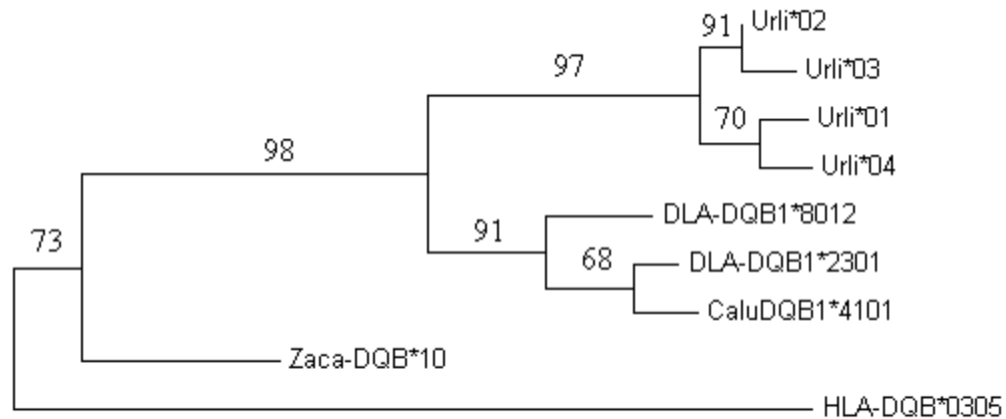 91
Urli*02
97
Urli*03
70
Urli*01
98
Urli*04
DLA-DQB1*8012
73
91
68
DLA-DQB1*2301
CaluDQB1*4101
Zaca-DQB*10
HLA-DQB*0305